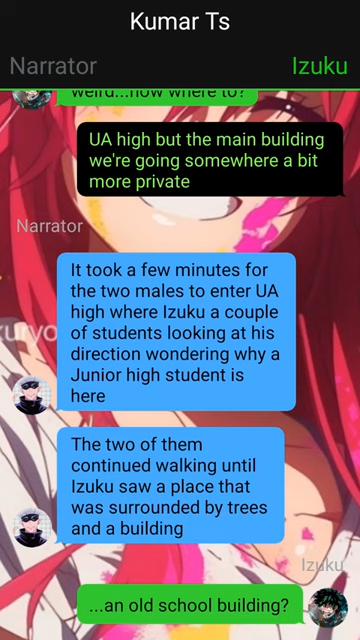 Kumar Ts
Narrator
Izuku
weird...now where to?
UA high but the main building
we're going somewhere a bit
more private
Narrator
It took a few minutes for
the two males to enter UA
high where Izuku a couple
of students looking at his
direction wondering why a
Junior high student is
here
The two of them
continued walking until
Izuku saw a place that
was surrounded by trees
and a building
Izuku
...an old school building?